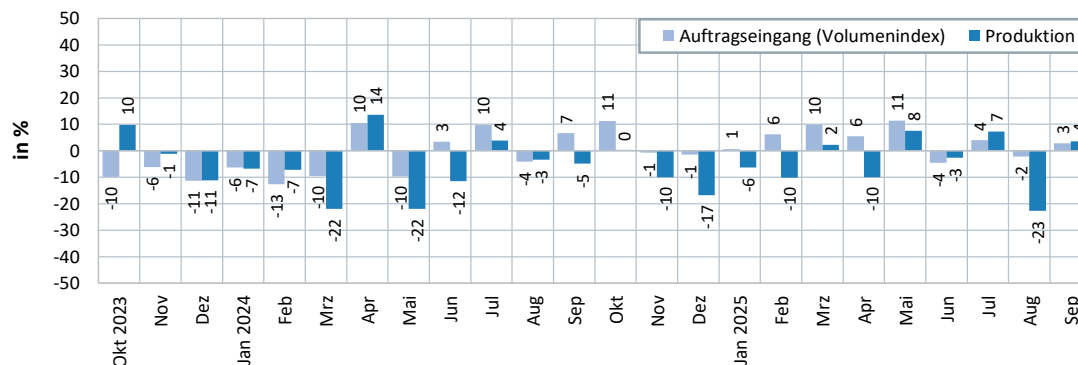 50
40
30
20
10
0
-10
-20
-30
-40
-50
in %
Auftragseingang (Volumenindex) Produktion
-10 10
-6 -1
-11 -11
-6 -7
-13 -7
-10 -22
10 14
-10 -22
3 -12
10 4
-4 -3
7 -5
11 0
-1 -10
-1 -17
1 -6
6 -10
10 2
6 -10
11 8
-4 -3
4 7
-2 -23
3 4
Okt 2023
Nov
Dez
Jan 2024
Feb
Mrz
Apr
Mai
Jun
Jul
Aug
Sep
Okt
Nov
Dez
Jan 2025
Feb
Mrz
Apr
Mai
Jun
Jul
Aug
Sep